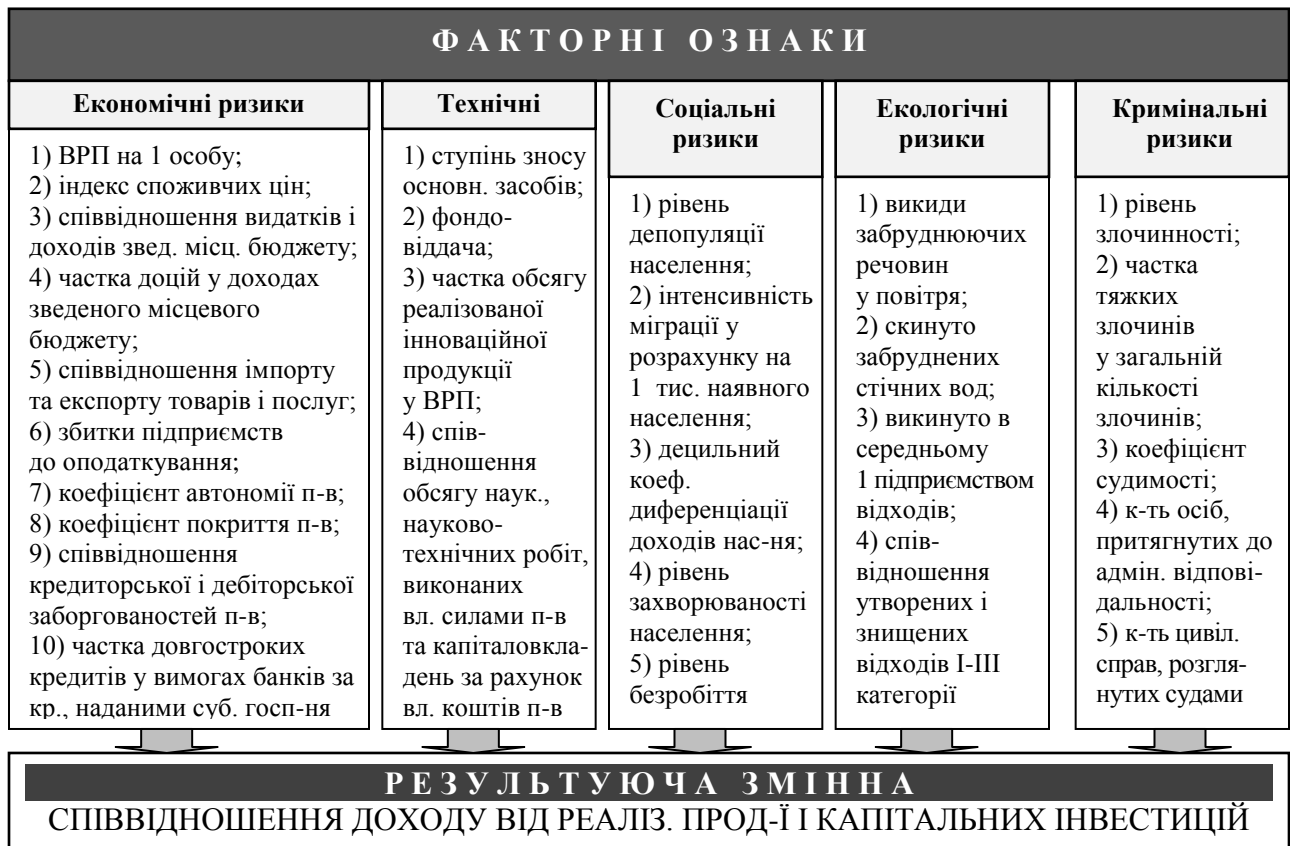 ФАКТОРНІ ОЗНАКИ
Економічні ризики
1) ВРП на 1 особу;
2) індекс споживчих цін;
3) співвідношення видатків і
доходів звед. місц. бюджету;
4) частка доцій у доходах
зведеного місцевого
бюджету;
5) співвідношення імпорту
та експорту товарів і послуг;
6) збитки підприємств
до оподаткування;
7) коефіцієнт автономії п-в;
8) коефіцієнт покриття п-в;
9) співвідношення
кредиторської і дебіторської
заборгованостей п-в;
10) частка довгостроких
кредитів у вимогах банків за
кр., наданими суб. госп-ня
Технічні
1) ступінь зносу
основн. засобів;
2) фондо-
віддача;
3) частка обсягу
реалізованої
інноваційної
продукції
у ВРП;
4) спів-
відношення
обсягу наук.,
науково-
технічних робіт,
виконаних
вл. силами п-в
та капіталовкла-
день за рахунок
вл. коштів п-в
Соціальні
ризики
1) рівень
депопуляції
населення;
2) інтенсивність
міграції у
розрахунку на
1 тис. наявного
населення;
3) децильний
коеф.
диференціації
доходів нас-ня;
4) рівень
захворюваності
населення;
5) рівень
безробіття
Екологічні
ризики
1) викиди
забруднюючих
речовин
у повітря;
2) скинуто
забруднених
стічних вод;
3) викинуто в
середньому
1 підприємством
відходів;
4) спів-
відношення
утворених і
знищених
відходів І-ІІІ
категорії
Кримінальні
ризики
1) рівень
злочинності;
2) частка
тяжких
злочинів
у загальній
кількості
злочинів;
3) коефіцієнт
судимості;
4) к-ть осіб,
притягнутих до
адмін. відпові-
дальності;
5) к-ть цивіл.
справ, розгля-
нутих судами
РЕЗУЛЬТУЮЧА ЗМІННА
СПІВВІДНОШЕННЯ ДОХОДУ ВІД РЕАЛІЗ. ПРОД-Ї І КАПІТАЛЬНИХ ІНВЕСТИЦІЙ